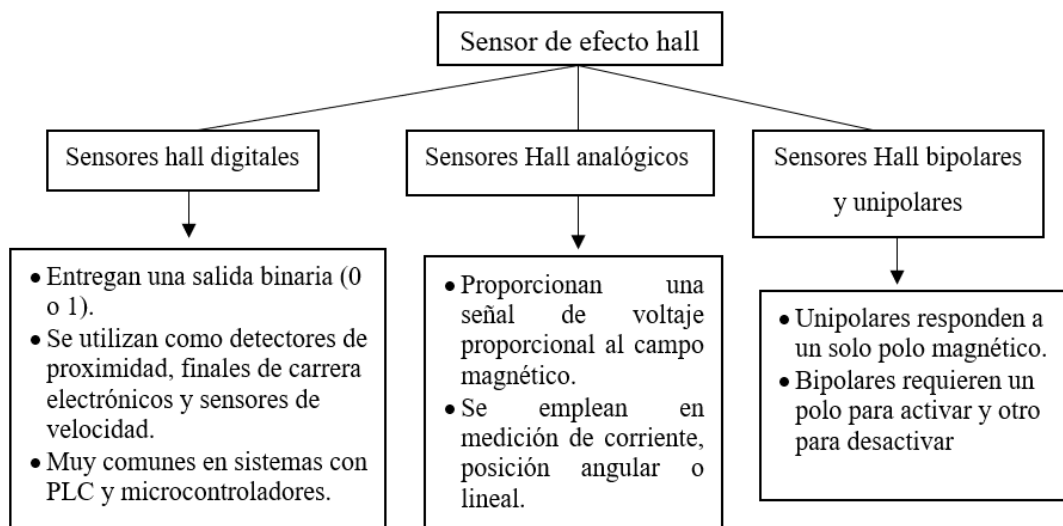 Sensor de efecto hall
Sensores hall digitales
• Entregan una salida binaria (0
o 1).
• Se utilizan como detectores de
proximidad, finales de carrera
electrónicos y sensores de
velocidad.
• Muy comunes en sistemas con
PLC y microcontroladores.
Sensores Hall analógicos
• Proporcionan una
señal de voltaje
proporcional al campo
magnético.
• Se emplean en
medición de corriente,
posición angular o
lineal.
Sensores Hall bipolares
y unipolares
• Unipolares responden a
un solo polo magnético.
• Bipolares requieren un
polo para activar y otro
para desactivar